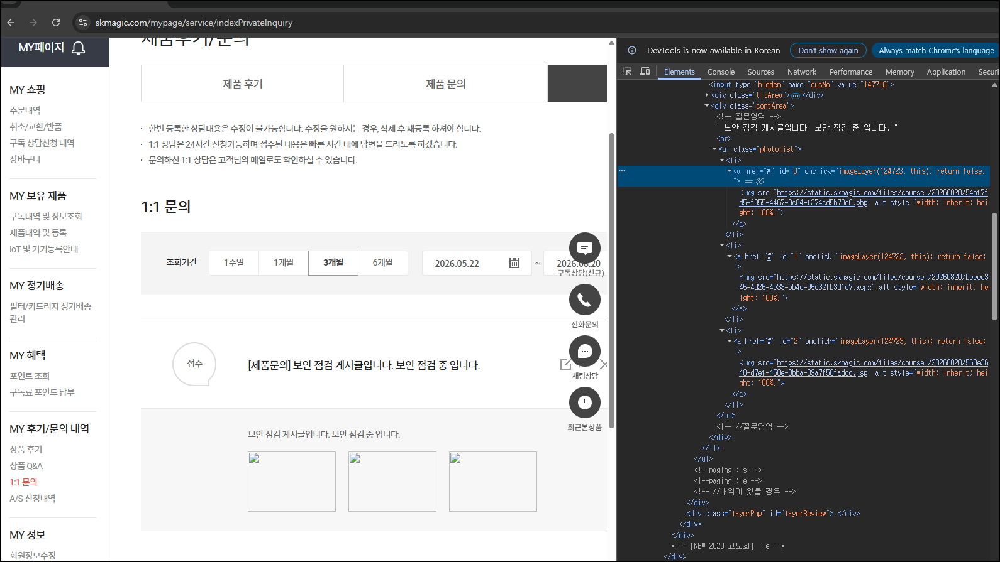 skmagic.com/mypage/service/indexPrivateInquiry
MY페이지
MY 쇼핑
주문내역
취소/교환/반품
구독 상담신청 내역
장바구니
MY 보유 제품
구독내역 및 정보조회
제품내역 및 등록
IoT 및 기기등록안내
MY 정기배송
필터/카트리지 정기배송
관리
MY 혜택
포인트 조회
구독료 포인트 납부
MY 후기/문의 내역
상품 후기
상품 Q&A
1:1 문의
A/S 신청내역
MY 정보
회원정보수정
제품후기/문의
제품 후기
제품 문의
· 한번 등록한 상담내용은 수정이 불가능합니다. 수정을 원하시는 경우, 삭제 후 재등록 하셔야 합니다.
· 1:1 상담은 24시간 신청가능하며 접수된 내용은 빠른 시간 내에 답변을 드리도록 하겠습니다.
· 문의하신 1:1 상담은 고객님의 메일로도 확인하실 수 있습니다.
1:1 문의
조회기간 1주일 1개월 3개월 6개월 2026.05.22 ~ 2026.08.20
구독상담(신규)
전화문의
채팅상담
최근본상품
접수
[제품문의] 보안 점검 게시글입니다. 보안 점검 중 입니다.
보안 점검 게시글입니다. 보안 점검 중 입니다.
DevTools is now available in Korean Don't show again Always match Chrome's language
Elements Console Sources Network Performance Memory Application Securi
<input type="hidden" name="cusNo" value="147718">
<div class="titArea"> ⋯ </div>
<div class="contArea">
<!-- 질문영역 -->
" 보안 점검 게시글입니다. 보안 점검 중 입니다. "
<br>
<ul class="photolist">
<li>
<a href="#" id="0" onclick="imageLayer(124723, this); return false;
"> == $0
<img src="https://static.skmagic.com/files/counsel/20260820/54bf7f
d5-f055-4467-8c04-f374cd5b70e6.php" alt style="width: inherit; hei
ght: 100%;">
</a>
</li>
<li>
<a href="#" id="1" onclick="imageLayer(124723, this); return false;
">
<img src="https://static.skmagic.com/files/counsel/20260820/beeee3
45-4d26-4e33-bb4e-05d32fb3d1e7.aspx" alt style="width: inherit; he
ight: 100%;">
</a>
</li>
<li>
<a href="#" id="2" onclick="imageLayer(124723, this); return false;
">
<img src="https://static.skmagic.com/files/counsel/20260820/568e36
48-d7ef-450e-8bba-39a7f58faddd.jsp" alt style="width: inherit; hei
ght: 100%;">
</a>
</li>
</ul>
<!-- //질문영역 -->
</div>
</li>
</ul>
<!--paging : s -->
<!--paging : e -->
<!-- //내역이 있을 경우 -->
</div>
<div class="layerPop" id="layerReview"> </div>
</div>
</div>
<!-- [NEW 2020 고도화] : e -->
</div>